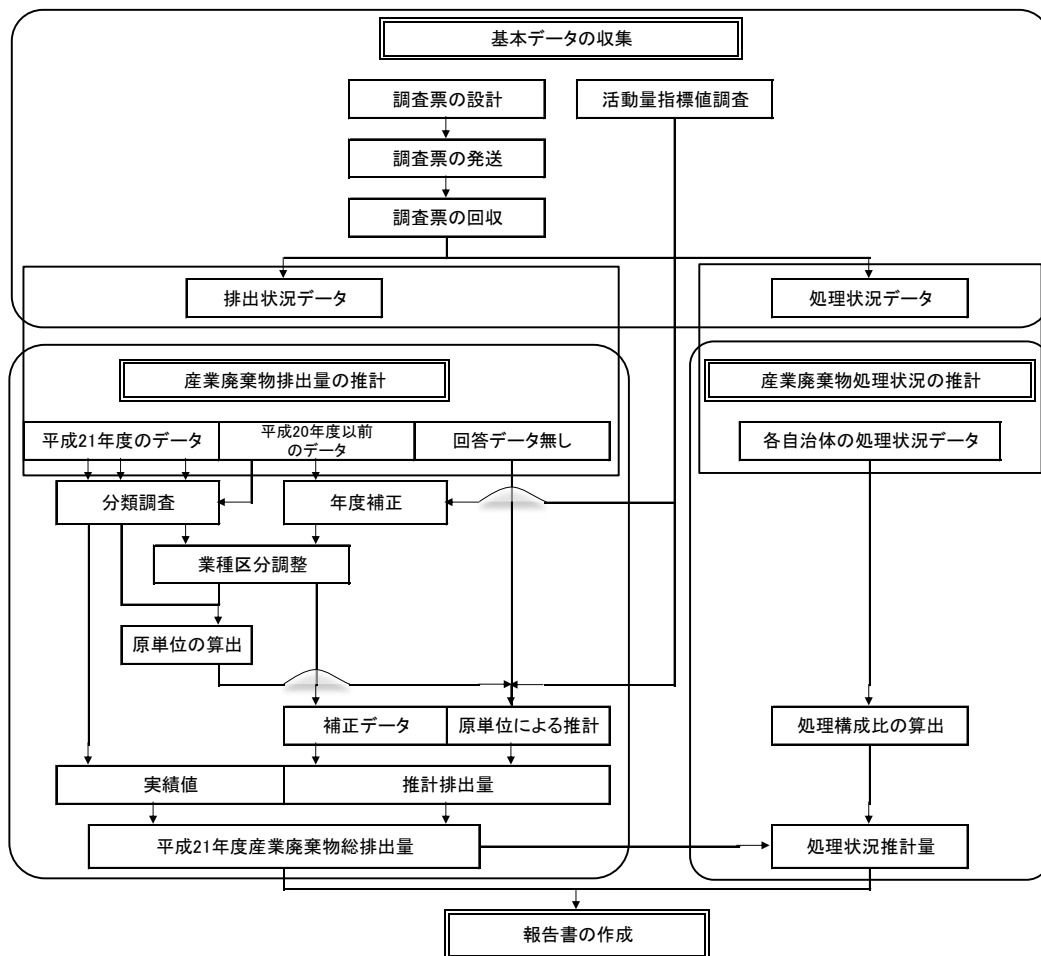 基本データの収集
調査票の設計
活動量指標値調査
調査票の発送
調査票の回収
排出状況データ
処理状況データ
産業廃棄物排出量の推計
産業廃棄物処理状況の推計
平成21年度のデータ
平成20年度以前
のデータ
回答データ無し
各自治体の処理状況データ
分類調査
年度補正
業種区分調整
原単位の算出
補正データ
原単位による推計
処理構成比の算出
実績値
推計排出量
平成21年度産業廃棄物総排出量
処理状況推計量
報告書の作成